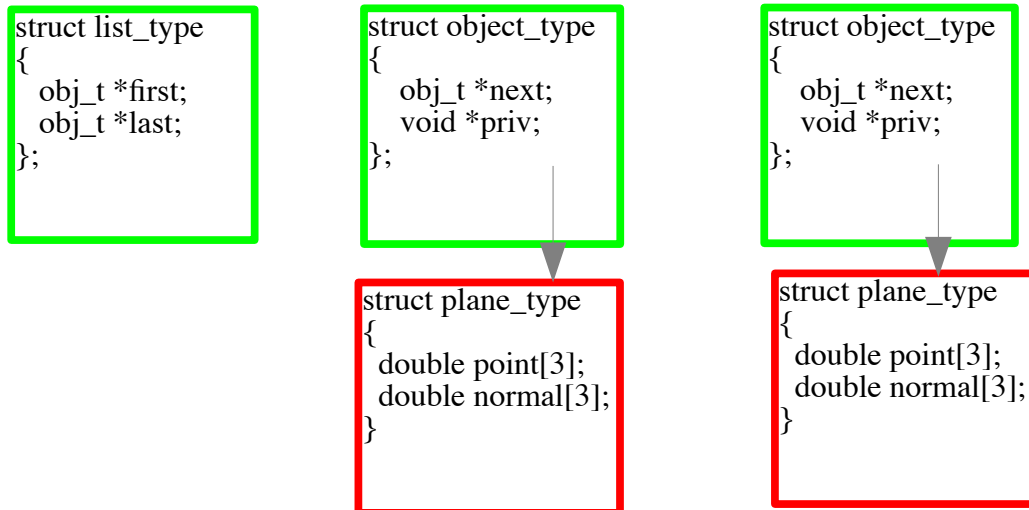 struct list_type
{
obj_t *first;
obj_t *last;
};
struct object_type
{
obj_t *next;
void *priv;
};
struct object_type
{
obj_t *next;
void *priv;
};
struct plane_type
{
double point[3];
double normal[3];
}
struct plane_type
{
double point[3];
double normal[3];
}